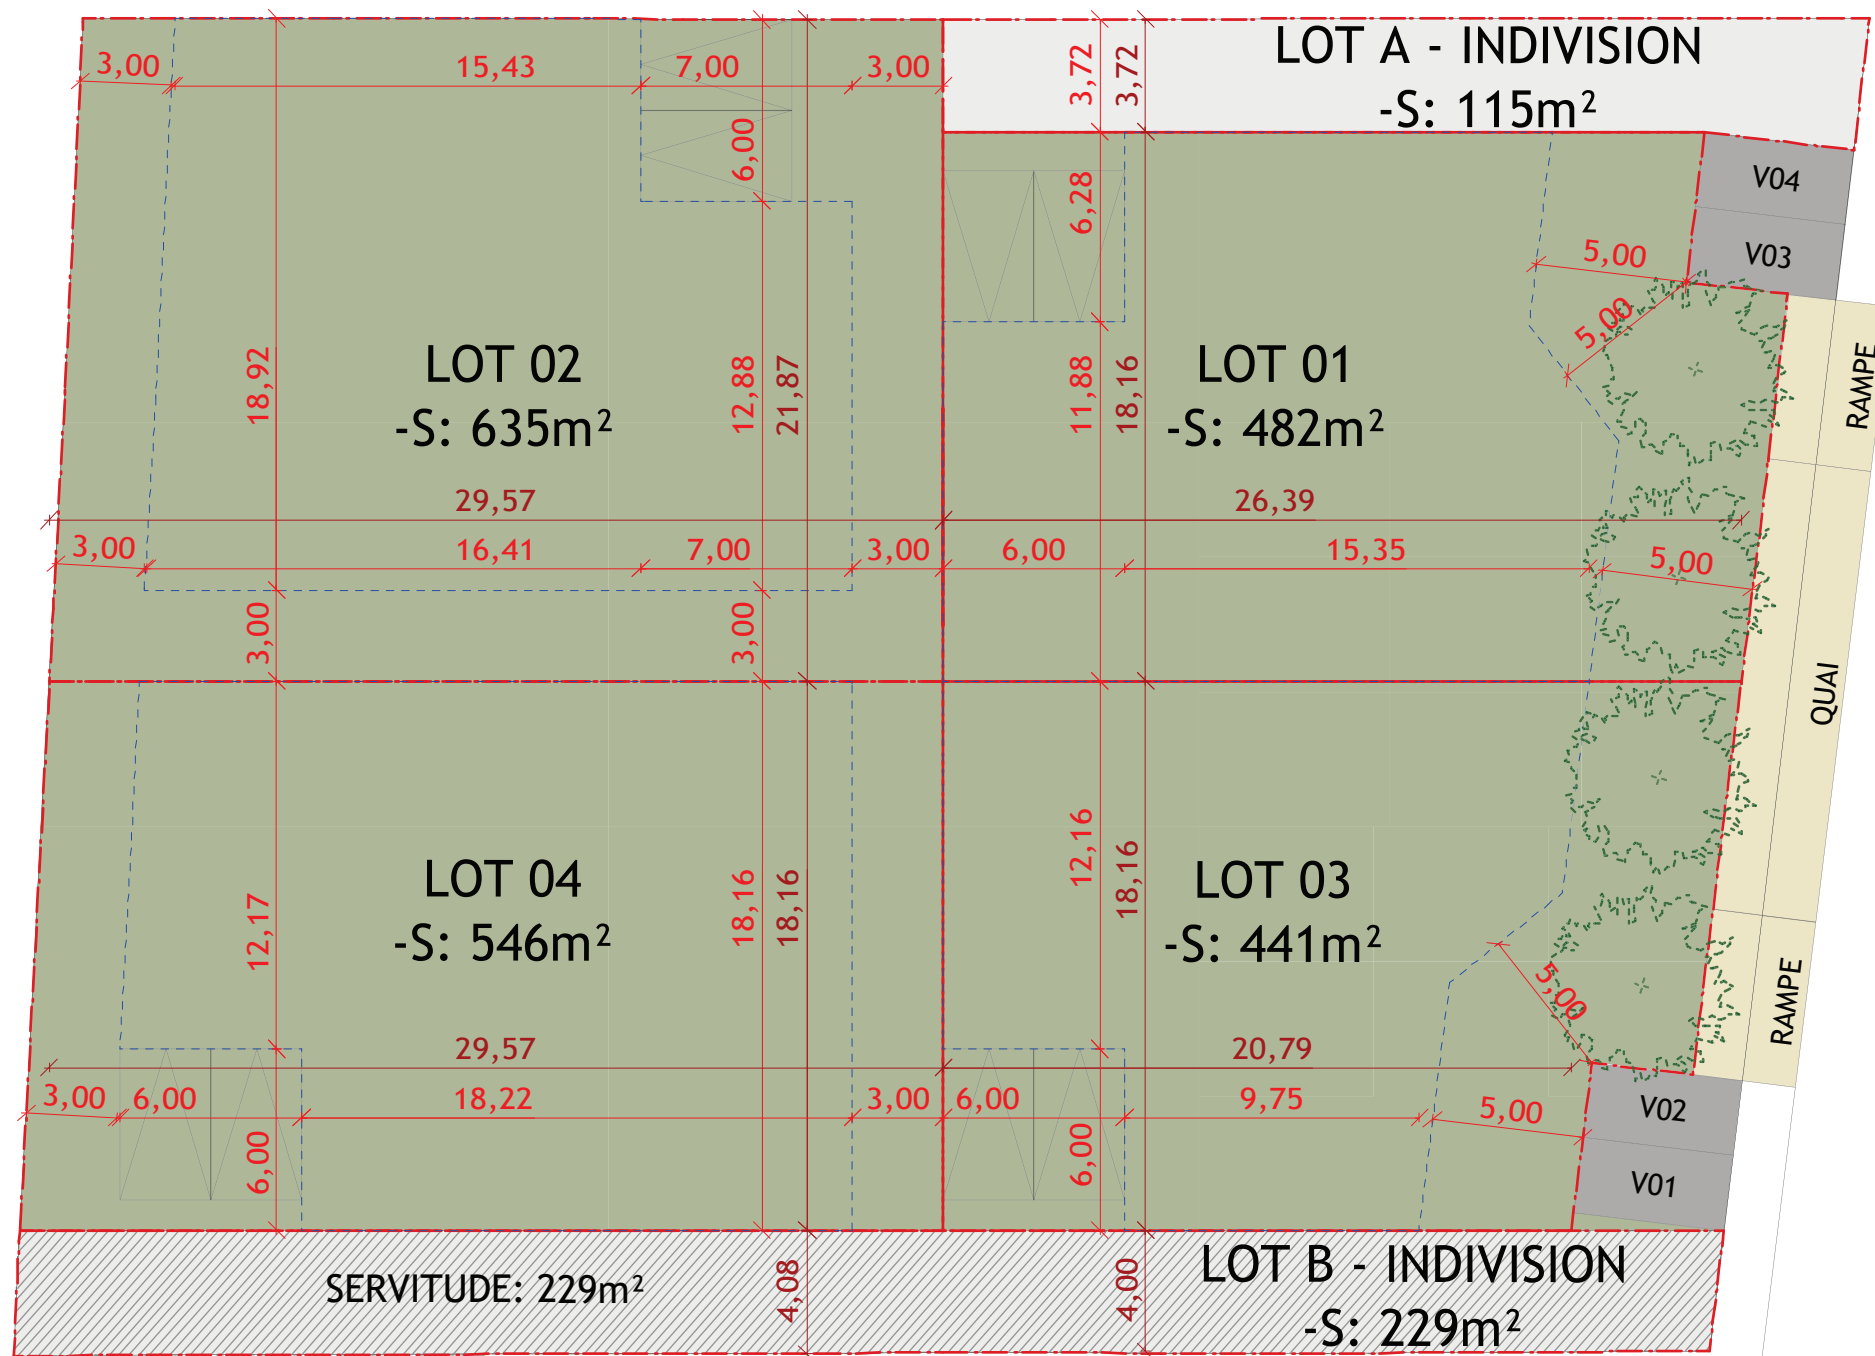 LOT A - INDIVISION
-S: 115m²
3,00
15,43
7,00
3,00
3,72
3,72
6,00
6,28
V04
V03
5,00
5,00
RAMPE
LOT 02
-S: 635m²
18,92
12,88
21,87
LOT 01
-S: 482m²
11,88
18,16
29,57
26,39
3,00
16,41
7,00
3,00
6,00
15,35
5,00
3,00
3,00
QUAI
LOT 04
-S: 546m²
12,17
18,16
18,16
LOT 03
-S: 441m²
12,16
18,16
5,00
RAMPE
29,57
20,79
3,00
6,00
18,22
3,00
6,00
9,75
5,00
6,00
6,00
V02
V01
SERVITUDE: 229m²
4,08
4,00
LOT B - INDIVISION
-S: 229m²